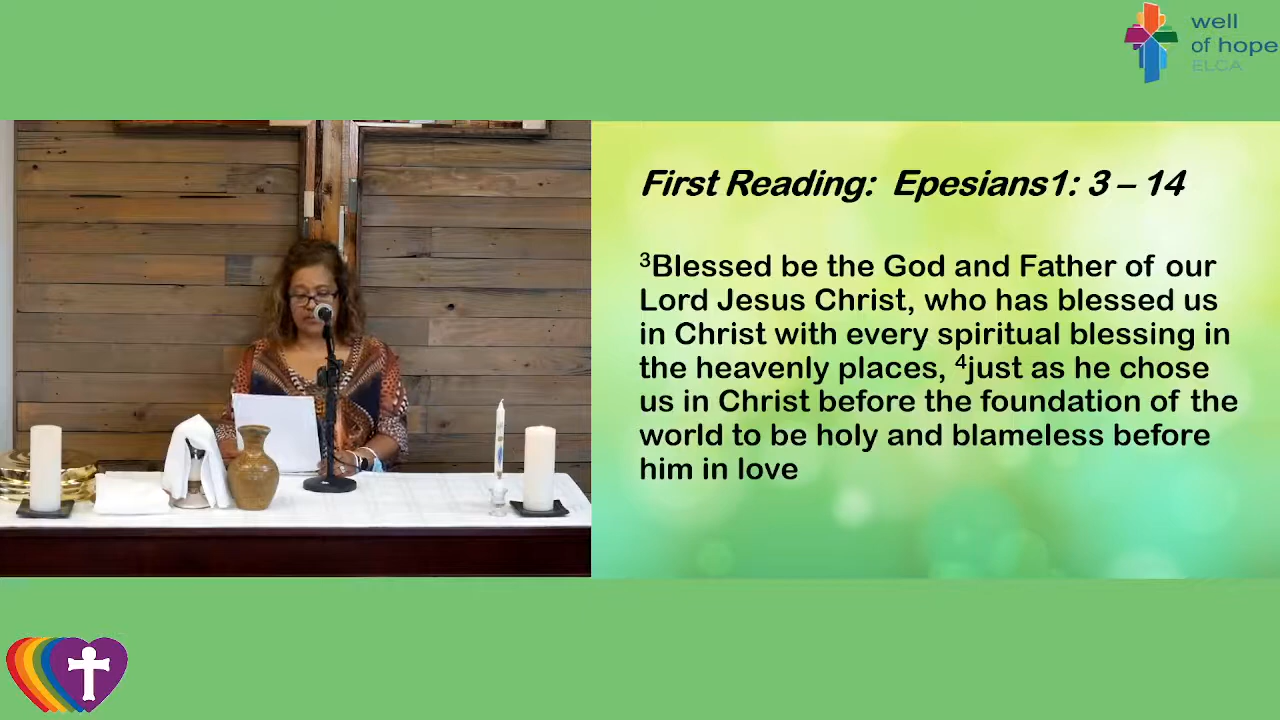 well
of hope
ELCA
First Reading:  Epesians1: 3 – 14
³Blessed be the God and Father of our
Lord Jesus Christ, who has blessed us
in Christ with every spiritual blessing in
the heavenly places, ⁴just as he chose
us in Christ before the foundation of the
world to be holy and blameless before
him in love